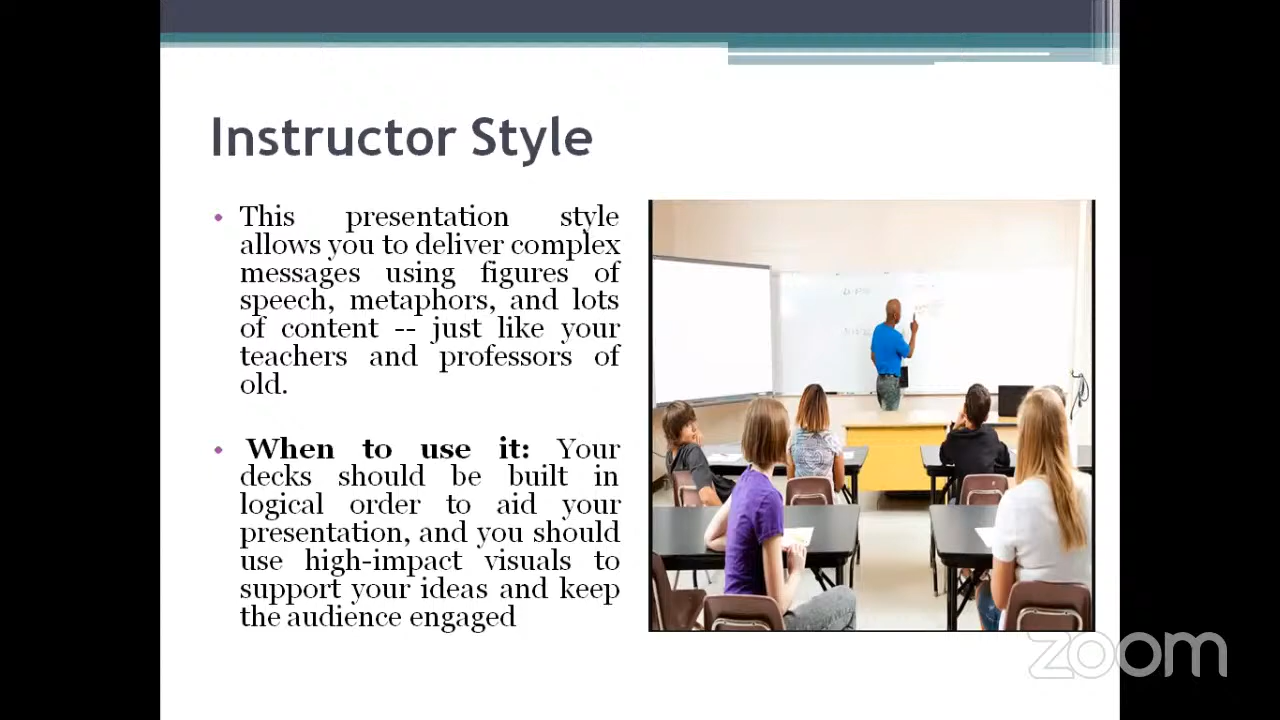 Instructor Style
• This presentation style
allows you to deliver complex
messages using figures of
speech, metaphors, and lots
of content -- just like your
teachers and professors of
old.
• When to use it: Your
decks should be built in
logical order to aid your
presentation, and you should
use high-impact visuals to
support your ideas and keep
the audience engaged
zoom